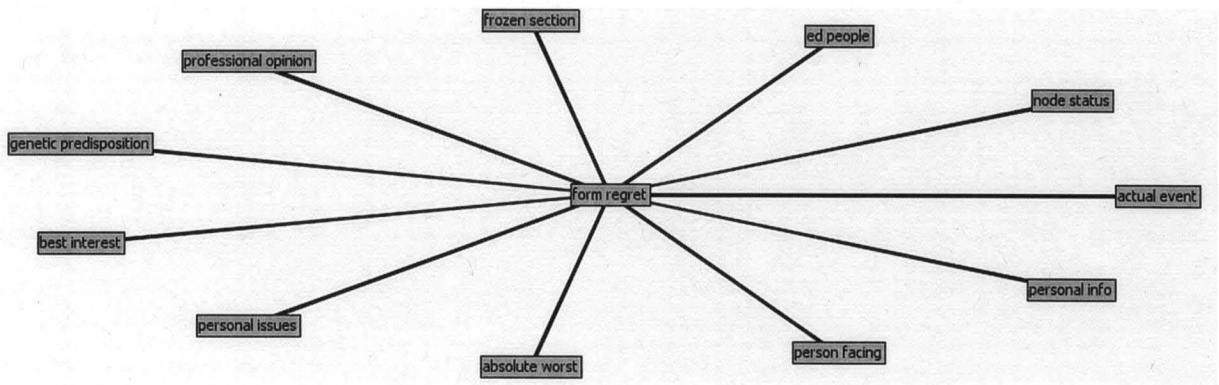 frozen section
ed people
professional opinion
node status
genetic predisposition
form regret
actual event
best interest
personal info
personal issues
person facing
absolute worst